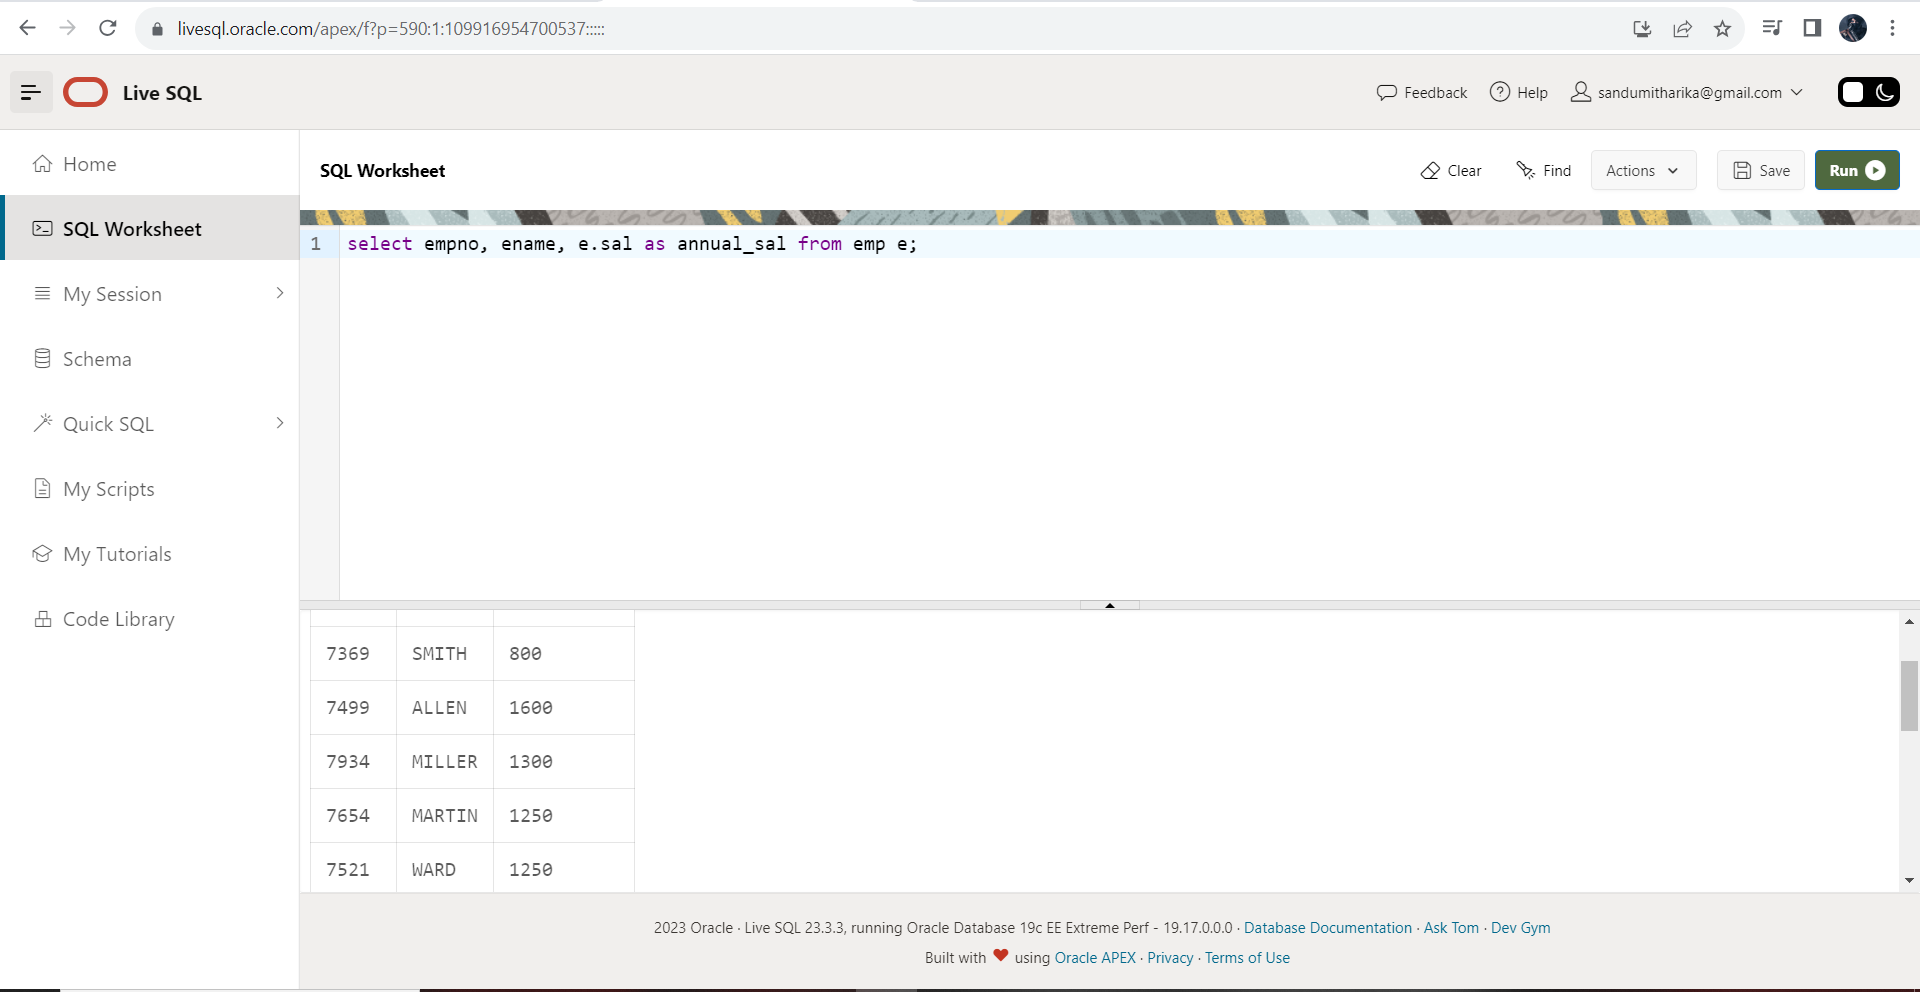 livesql.oracle.com/apex/f?p=590:1:109916954700537:::::
Live SQL
Feedback
Help
sandumitharika@gmail.com
Home
SQL Worksheet
My Session
Schema
Quick SQL
My Scripts
My Tutorials
Code Library
SQL Worksheet
Clear
Find
Actions
Save
Run
1 select empno, ename, e.sal as annual_sal from emp e;
7369 SMITH 800
7499 ALLEN 1600
7934 MILLER 1300
7654 MARTIN 1250
7521 WARD 1250
2023 Oracle · Live SQL 23.3.3, running Oracle Database 19c EE Extreme Perf - 19.17.0.0.0 · Database Documentation · Ask Tom · Dev Gym
Built with ❤ using Oracle APEX · Privacy · Terms of Use